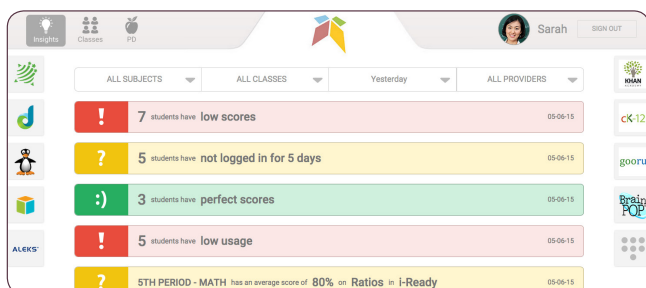 Insights
Classes
PD
Sarah
SIGN OUT
ALL SUBJECTS
ALL CLASSES
Yesterday
ALL PROVIDERS
! 7 students have low scores 05-06-15
? 5 students have not logged in for 5 days 05-06-15
:) 3 students have perfect scores 05-06-15
! 5 students have low usage 05-06-15
? 5TH PERIOD - MATH has an average score of 80% on Ratios in i-Ready 05-06-15
ALEKS'
KHAN
cK-12
gooru
Brain
POP